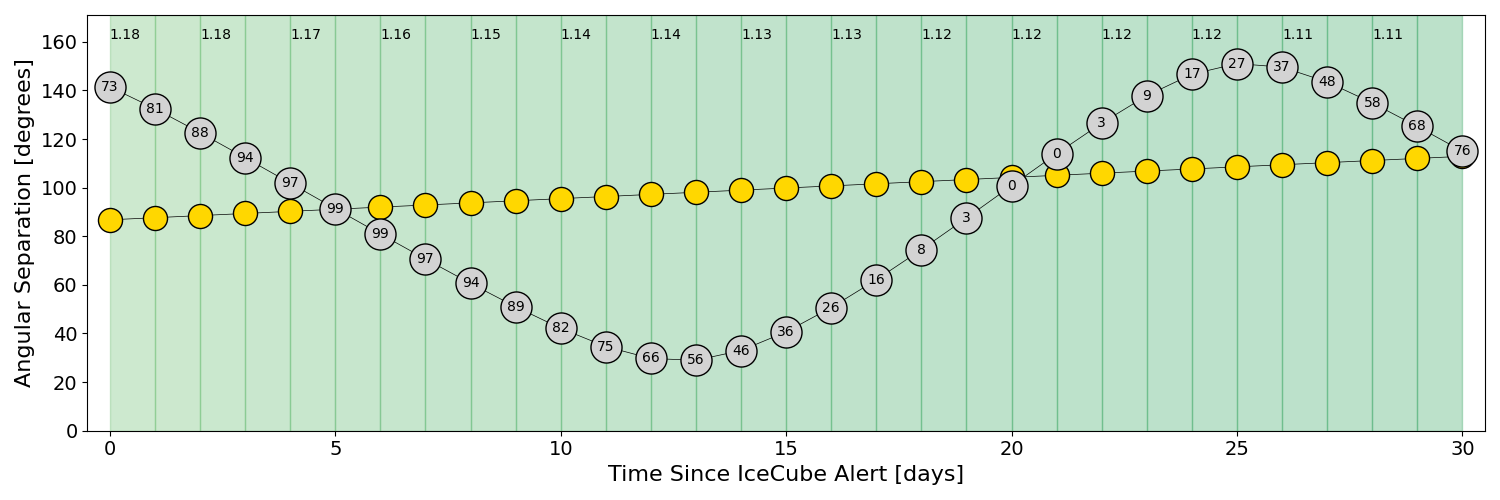 1.18 1.18 1.17 1.16 1.15 1.14 1.14 1.13 1.13 1.12 1.12 1.12 1.12 1.11 1.11
73 81 88 94 97 99 99 97 94 89 82 75 66 56 46 36 26 16 8 3 0 0 3 9 17 27 37 48 58 68 76
160
140
120
100
80
60
40
20
0
Angular Separation [degrees]
0 5 10 15 20 25 30
Time Since IceCube Alert [days]